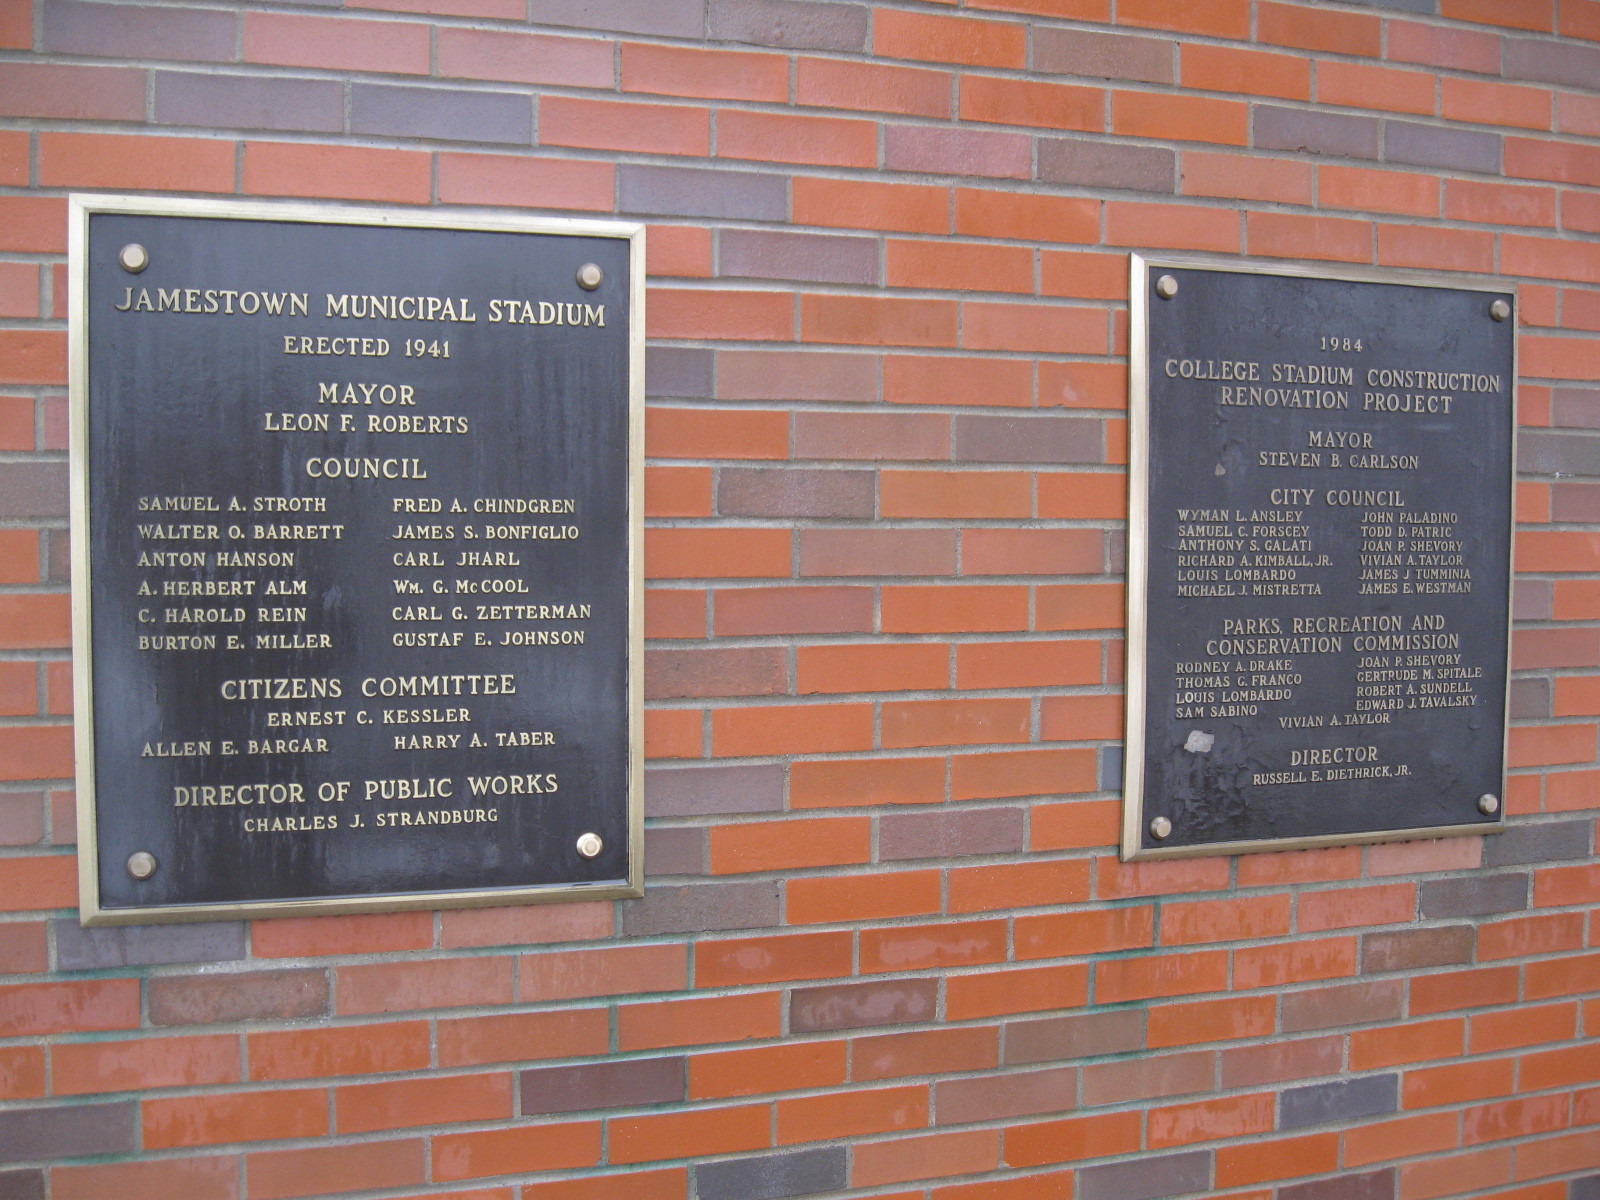 JAMESTOWN MUNICIPAL STADIUM
ERECTED 1941
MAYOR
LEON F. ROBERTS
COUNCIL
SAMUEL A. STROTH FRED A. CHINDGREN
WALTER O. BARRETT JAMES S. BONFIGLIO
ANTON HANSON CARL JHARL
A. HERBERT ALM WM. G. MCCOOL
C. HAROLD REIN CARL G. ZETTERMAN
BURTON E. MILLER GUSTAF E. JOHNSON
CITIZENS COMMITTEE
ERNEST C. KESSLER
ALLEN E. BARGAR HARRY A. TABER
DIRECTOR OF PUBLIC WORKS
CHARLES J. STRANDBURG
1984
COLLEGE STADIUM CONSTRUCTION
RENOVATION PROJECT
MAYOR
STEVEN B. CARLSON
CITY COUNCIL
WYMAN L. ANSLEY JOHN PALADINO
SAMUEL C. FORSCEY TODD D. PATRIC
ANTHONY S. GALATI JOAN P. SHEVORY
RICHARD A. KIMBALL, JR. VIVIAN A. TAYLOR
LOUIS LOMBARDO JAMES J TUMMINIA
MICHAEL J. MISTRETTA JAMES E. WESTMAN
PARKS, RECREATION AND
CONSERVATION COMMISSION
RODNEY A. DRAKE JOAN P. SHEVORY
THOMAS G. FRANCO GERTRUDE M. SPITALE
LOUIS LOMBARDO ROBERT A. SUNDELL
SAM SABINO EDWARD J. TAVALSKY
VIVIAN A. TAYLOR
DIRECTOR
RUSSELL E. DIETHRICK, JR.